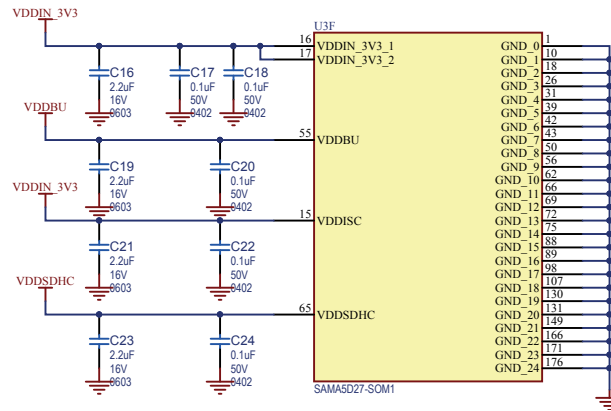 VDDIN_3V3
U3F
16 VDDIN_3V3_1 GND_0 1
17 VDDIN_3V3_2 GND_1 10
GND_2 18
GND_3 26
GND_4 31
GND_5 39
GND_6 42
GND_7 43
GND_8 50
GND_9 56
GND_10 62
GND_11 66
GND_12 69
GND_13 72
GND_14 75
GND_15 88
GND_16 89
GND_17 98
GND_18 107
GND_19 130
GND_20 131
GND_21 149
GND_22 166
GND_23 171
GND_24 176
C16
2.2uF
16V
0603
C17
0.1uF
50V
0402
C18
0.1uF
50V
0402
VDDBU
55 VDDBU
C19
2.2uF
16V
0603
C20
0.1uF
50V
0402
VDDIN_3V3
15 VDDISC
C21
2.2uF
16V
0603
C22
0.1uF
50V
0402
VDDSDHC
65 VDDSDHC
C23
2.2uF
16V
0603
C24
0.1uF
50V
0402
SAMA5D27-SOM1